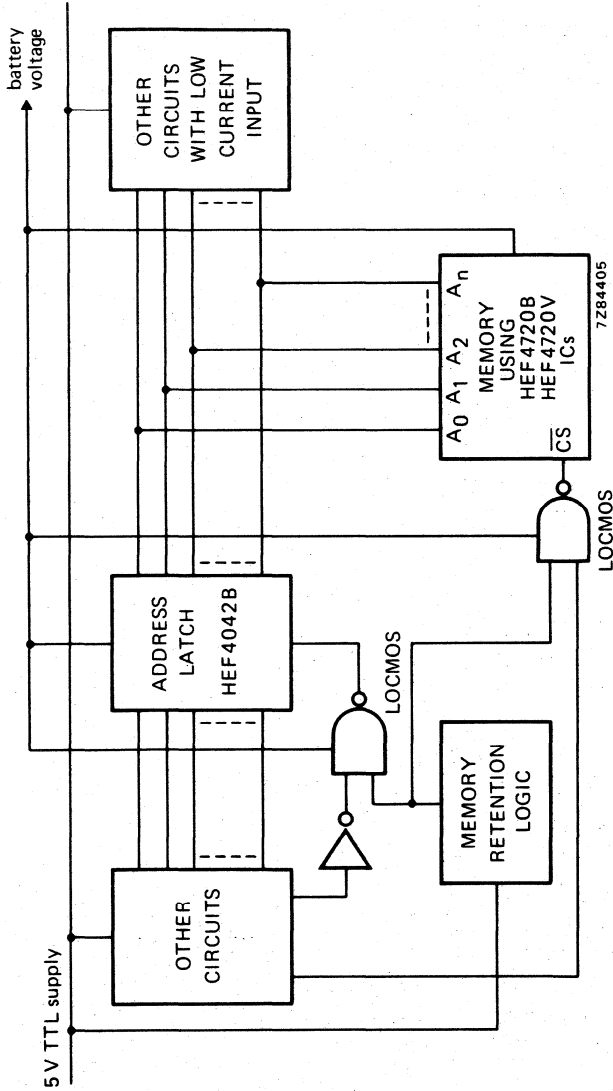 5 V TTL supply
battery
voltage
OTHER
CIRCUITS
ADDRESS
LATCH
HEF4042B
OTHER
CIRCUITS
WITH LOW
CURRENT
INPUT
LOCMOS
MEMORY
RETENTION
LOGIC
LOCMOS
CS
A0 A1 A2 An
MEMORY
USING
HEF4720B
HEF4720V
ICs
7Z84405